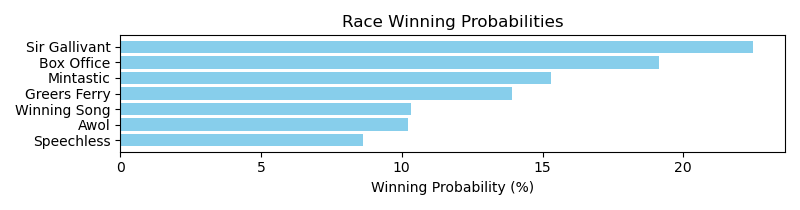 Race Winning Probabilities
Sir Gallivant
Box Office
Mintastic
Greers Ferry
Winning Song
Awol
Speechless
0 5 10 15 20
Winning Probability (%)